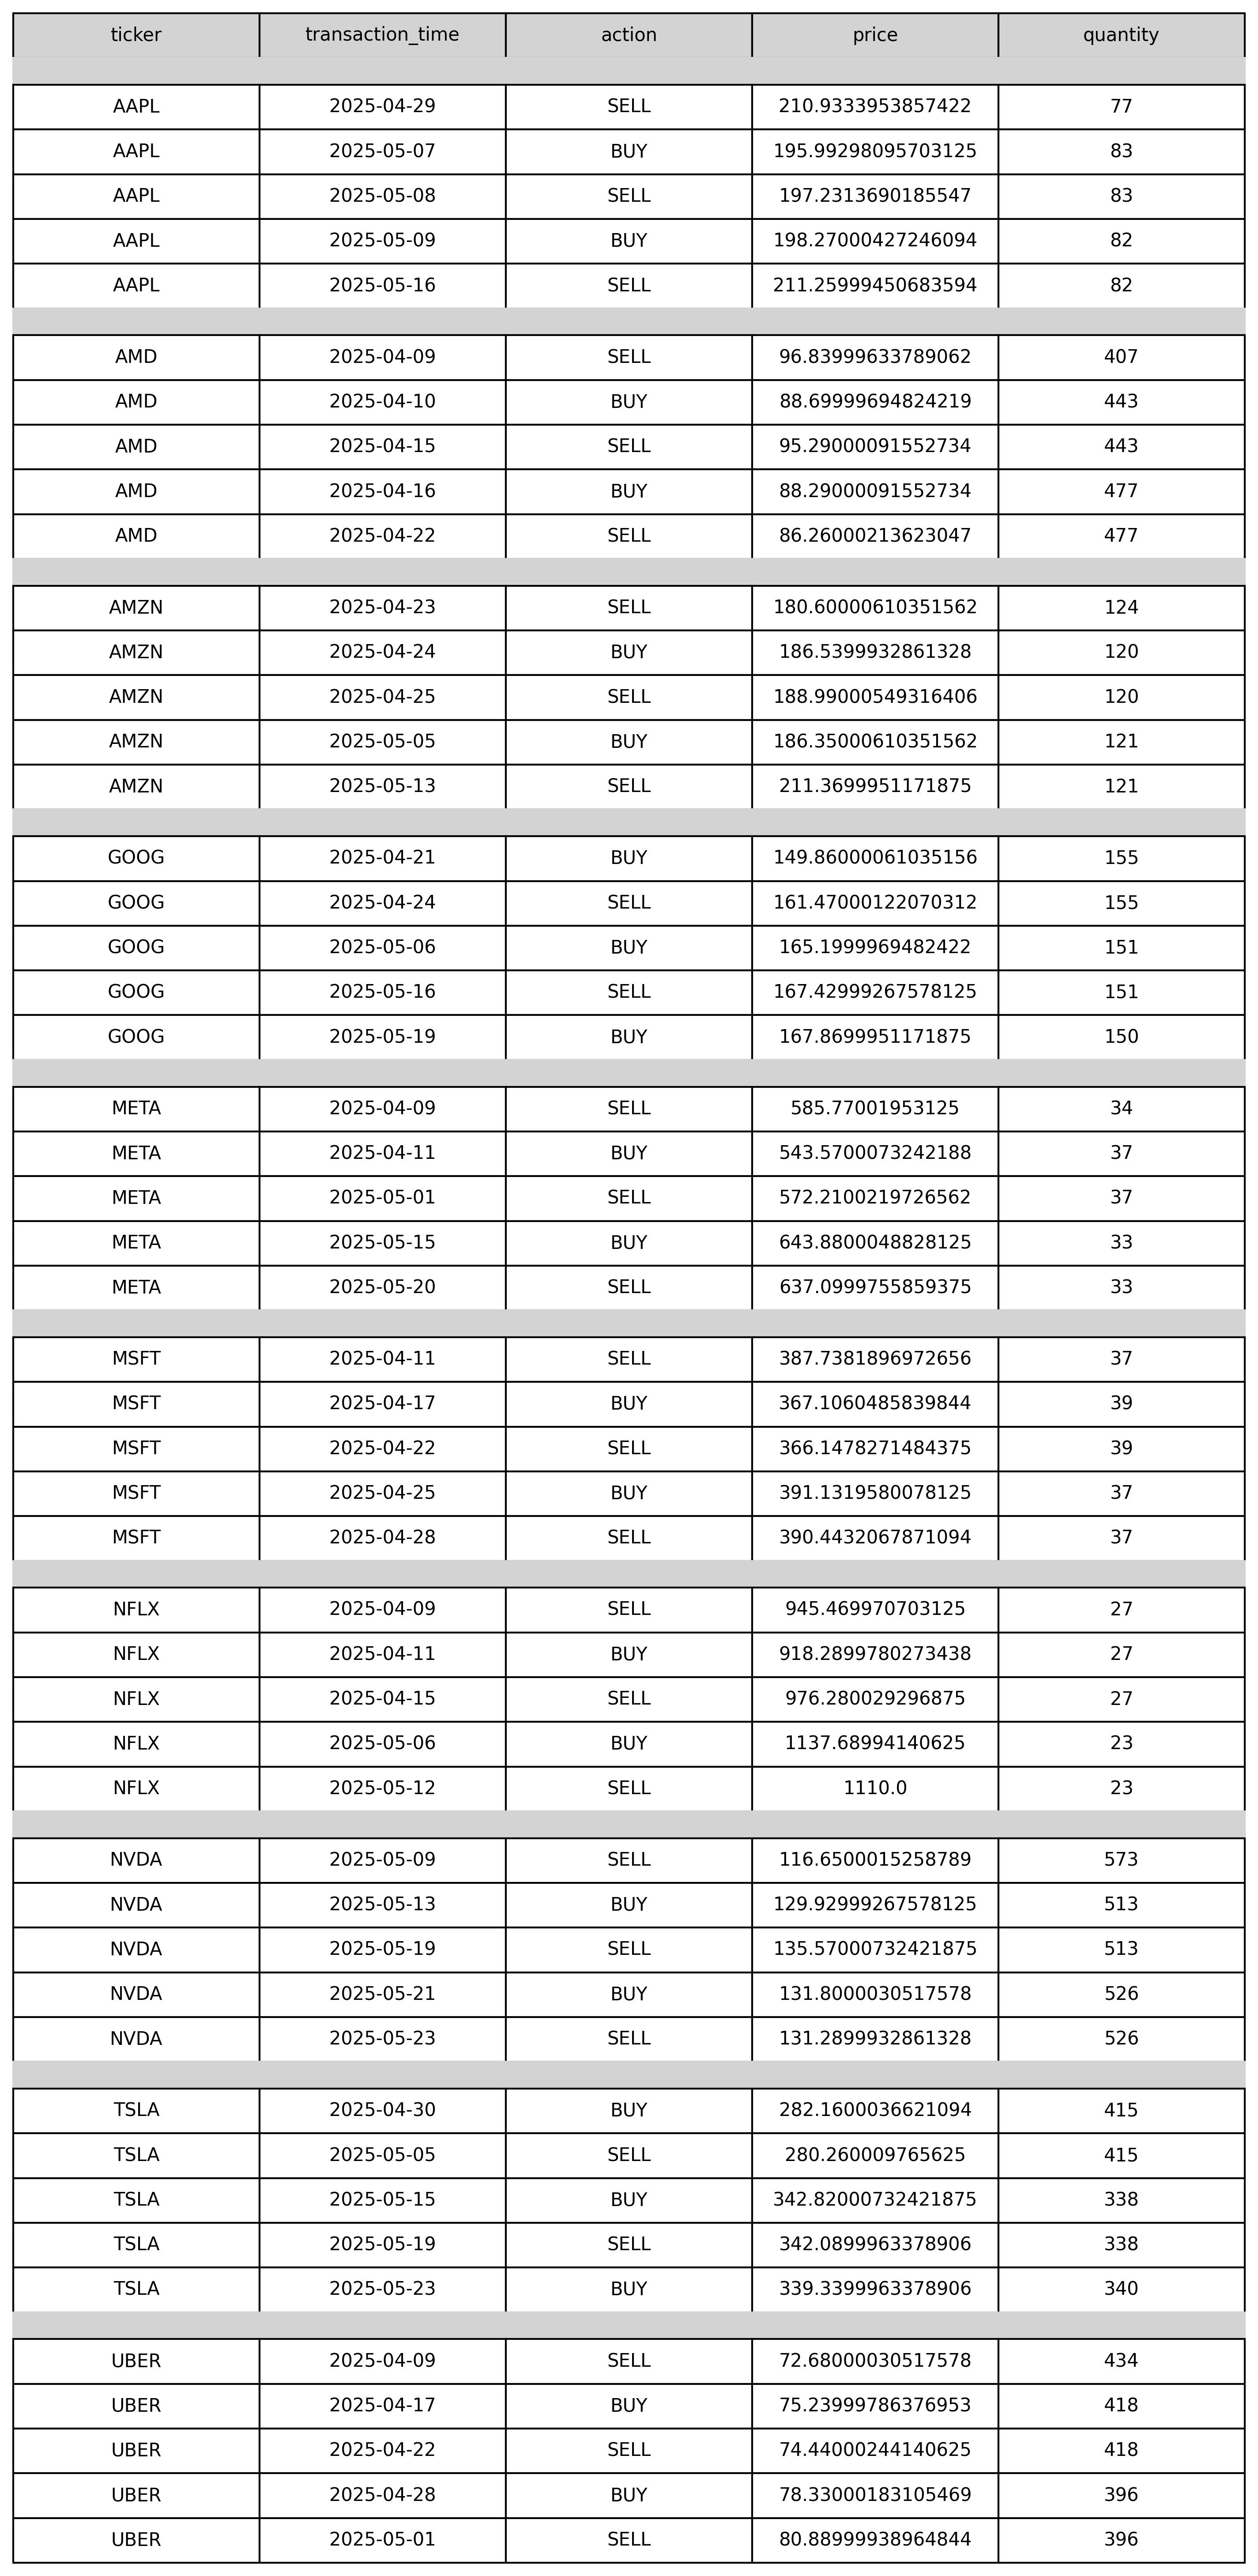 ticker transaction_time action price quantity
AAPL 2025-04-29 SELL 210.9333953857422 77
AAPL 2025-05-07 BUY 195.99298095703125 83
AAPL 2025-05-08 SELL 197.2313690185547 83
AAPL 2025-05-09 BUY 198.27000427246094 82
AAPL 2025-05-16 SELL 211.25999450683594 82
AMD 2025-04-09 SELL 96.83999633789062 407
AMD 2025-04-10 BUY 88.69999694824219 443
AMD 2025-04-15 SELL 95.29000091552734 443
AMD 2025-04-16 BUY 88.29000091552734 477
AMD 2025-04-22 SELL 86.26000213623047 477
AMZN 2025-04-23 SELL 180.60000610351562 124
AMZN 2025-04-24 BUY 186.5399932861328 120
AMZN 2025-04-25 SELL 188.99000549316406 120
AMZN 2025-05-05 BUY 186.35000610351562 121
AMZN 2025-05-13 SELL 211.3699951171875 121
GOOG 2025-04-21 BUY 149.86000061035156 155
GOOG 2025-04-24 SELL 161.47000122070312 155
GOOG 2025-05-06 BUY 165.1999969482422 151
GOOG 2025-05-16 SELL 167.42999267578125 151
GOOG 2025-05-19 BUY 167.8699951171875 150
META 2025-04-09 SELL 585.77001953125 34
META 2025-04-11 BUY 543.5700073242188 37
META 2025-05-01 SELL 572.2100219726562 37
META 2025-05-15 BUY 643.8800048828125 33
META 2025-05-20 SELL 637.0999755859375 33
MSFT 2025-04-11 SELL 387.7381896972656 37
MSFT 2025-04-17 BUY 367.1060485839844 39
MSFT 2025-04-22 SELL 366.1478271484375 39
MSFT 2025-04-25 BUY 391.1319580078125 37
MSFT 2025-04-28 SELL 390.4432067871094 37
NFLX 2025-04-09 SELL 945.469970703125 27
NFLX 2025-04-11 BUY 918.2899780273438 27
NFLX 2025-04-15 SELL 976.280029296875 27
NFLX 2025-05-06 BUY 1137.68994140625 23
NFLX 2025-05-12 SELL 1110.0 23
NVDA 2025-05-09 SELL 116.6500015258789 573
NVDA 2025-05-13 BUY 129.92999267578125 513
NVDA 2025-05-19 SELL 135.57000732421875 513
NVDA 2025-05-21 BUY 131.8000030517578 526
NVDA 2025-05-23 SELL 131.2899932861328 526
TSLA 2025-04-30 BUY 282.1600036621094 415
TSLA 2025-05-05 SELL 280.260009765625 415
TSLA 2025-05-15 BUY 342.82000732421875 338
TSLA 2025-05-19 SELL 342.0899963378906 338
TSLA 2025-05-23 BUY 339.3399963378906 340
UBER 2025-04-09 SELL 72.68000030517578 434
UBER 2025-04-17 BUY 75.23999786376953 418
UBER 2025-04-22 SELL 74.44000244140625 418
UBER 2025-04-28 BUY 78.33000183105469 396
UBER 2025-05-01 SELL 80.88999938964844 396